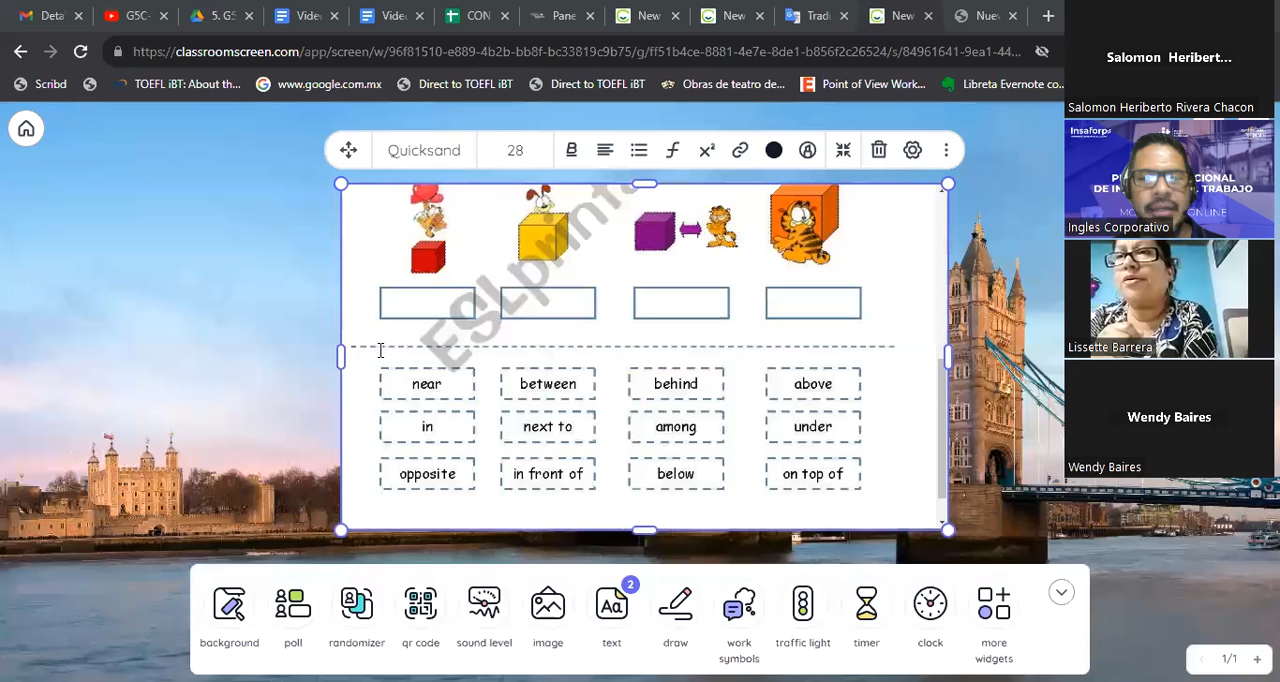 Deta
G5C-
5. GS
Vide
Vide
CON
Pane
New
New
Tradu
New
Nue
https://classroomscreen.com/app/screen/w/96f81510-e889-4b2b-bb8f-bc33819c9b75/g/ff51b4ce-8881-4e7e-8de1-b856f2c26524/s/84961641-9ea1-44...
Scribd
TOEFL iBT: About th...
www.google.com.mx
Direct to TOEFL iBT
Direct to TOEFL iBT
Obras de teatro de...
Point of View Work...
Libreta Evernote co...
Quicksand
28
B
ESLprinta
near between behind above
in next to among under
opposite in front of below on top of
2
Aa
background poll randomizer qr code sound level image text draw work symbols traffic light timer clock more widgets
1/1
Salomon Heribert...
Salomon Heriberto Rivera Chacon
Insaforp
Ingles Corporativo
Lissette Barrera
Wendy Baires
Wendy Baires